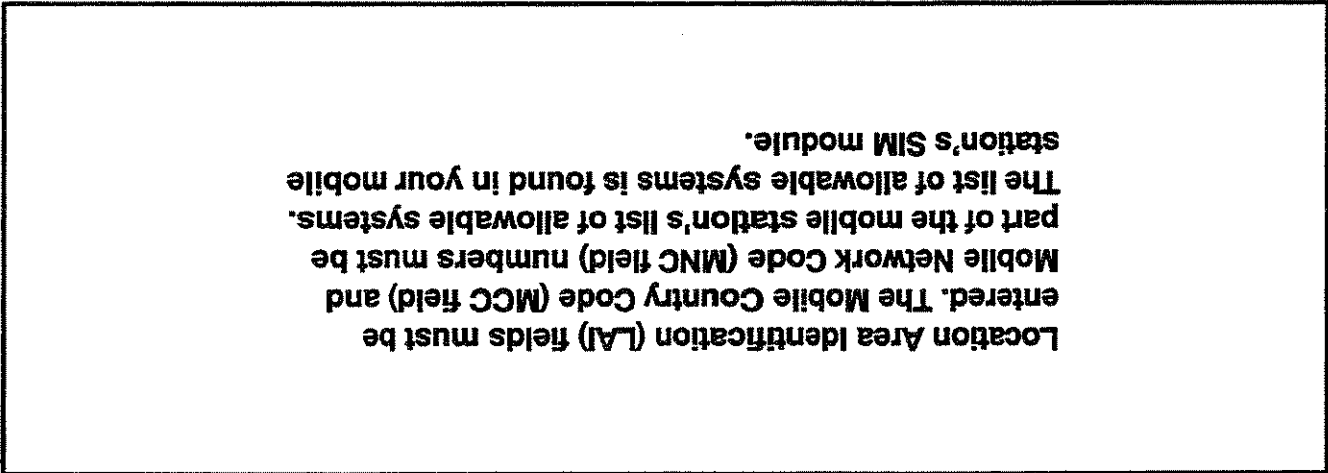 Location Area Identification (LAI) fields must be
entered. The Mobile Country Code (MCC field) and
Mobile Network Code (MNC field) numbers must be
part of the mobile station's list of allowable systems.
The list of allowable systems is found in your mobile
station's SIM module.